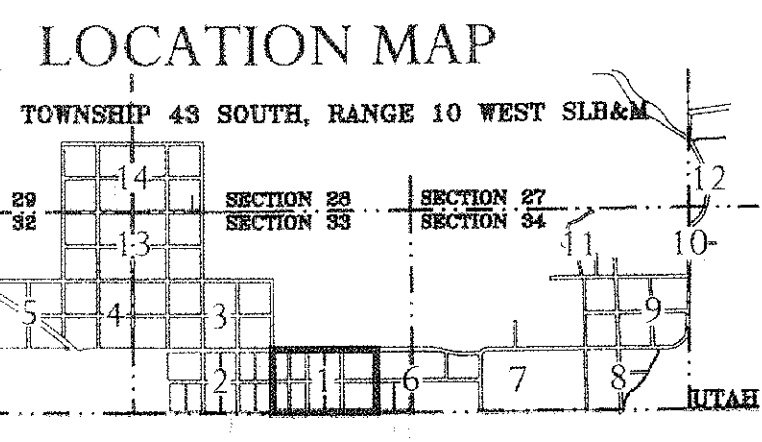 LOCATION MAP
TOWNSHIP 43 SOUTH, RANGE 10 WEST SLB&M
14
12
29
SECTION 28
SECTION 27
32
SECTION 33
SECTION 34
13
11
10
5
4
3
9
2
1
6
7
8
UTAH